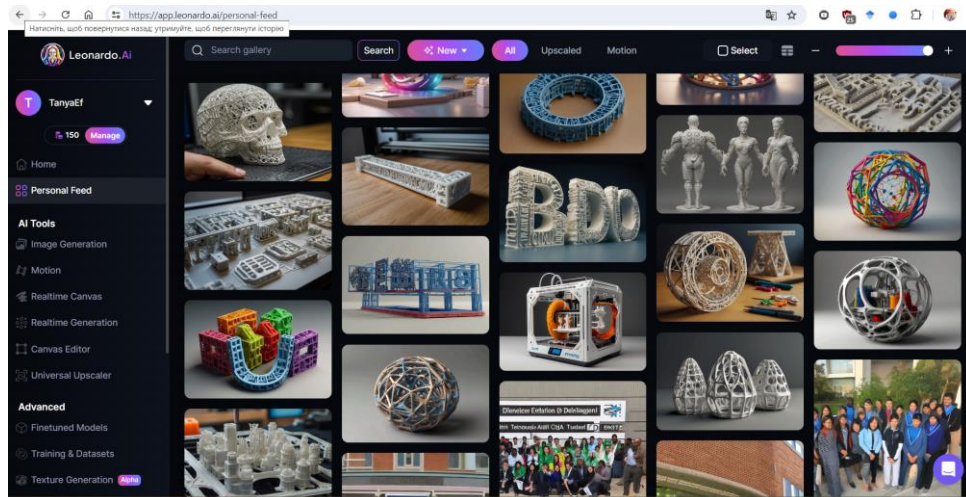 https://app.leonardo.ai/personal-feed
25
Натисніть, щоб повернутися назад; утримуйте, щоб переглянути історію
Leonardo.Ai
Search gallery
Search
New
All
Upscaled
Motion
Select
T
TanyaEf
150
Manage
Home
Personal Feed
AI Tools
Image Generation
Motion
Realtime Canvas
Realtime Generation
Canvas Editor
Universal Upscaler
Advanced
Finetuned Models
Training & Datasets
Texture Generation
Alpha